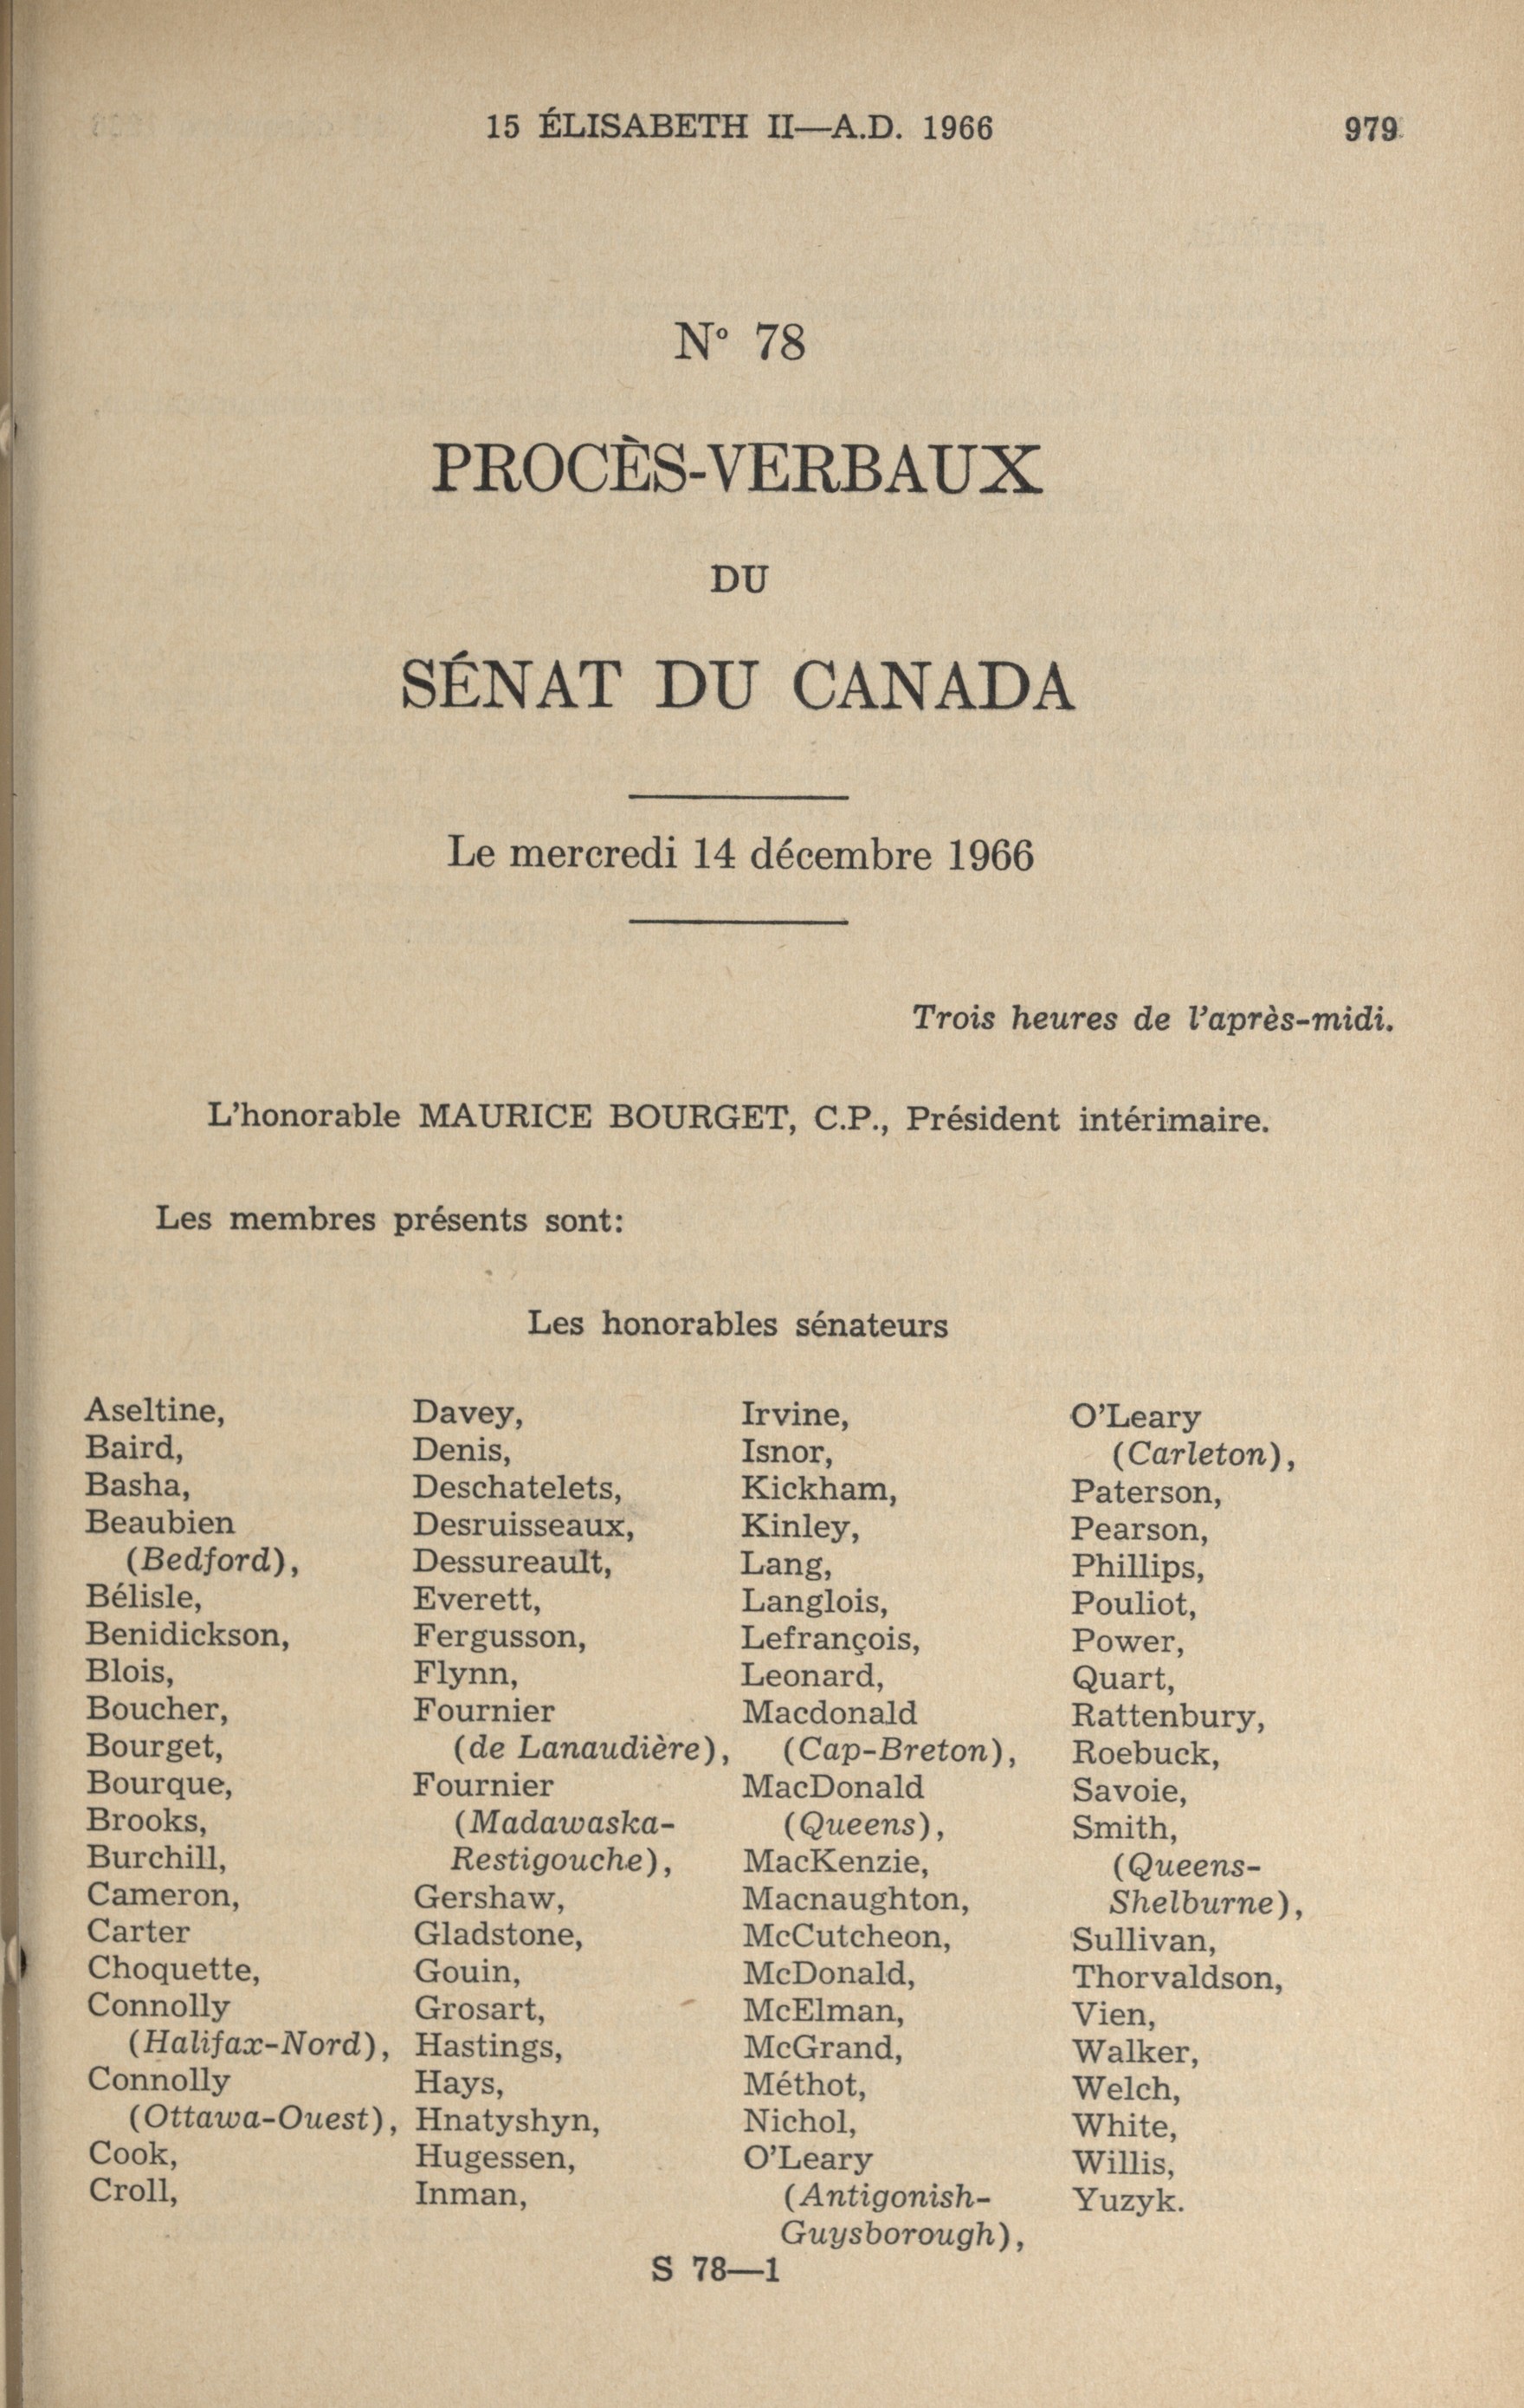 15 ÉLISABETH II—A.D. 1966 979
N° 78
PROCÈS-VERBAUX
DU
SÉNAT DU CANADA
Le mercredi 14 décembre 1966
Trois heures de l'après-midi.
L'honorable MAURICE BOURGET, C.P., Président intérimaire.
Les membres présents sont:
Les honorables sénateurs
Aseltine,
Baird,
Basha,
Beaubien
(Bedford),
Bélisle,
Benidickson,
Blois,
Boucher,
Bourget,
Bourque,
Brooks,
Burchill,
Cameron,
Carter
Choquette,
Connolly
(Halifax-Nord),
Connolly
(Ottawa-Ouest),
Cook,
Croll,
Davey,
Denis,
Deschatelets,
Desruisseaux,
Dessureault,
Everett,
Fergusson,
Flynn,
Fournier
(de Lanaudière),
Fournier
(Madawaska-
Restigouche),
Gershaw,
Gladstone,
Gouin,
Grosart,
Hastings,
Hays,
Hnatyshyn,
Hugessen,
Inman,
Irvine,
Isnor,
Kickham,
Kinley,
Lang,
Langlois,
Lefrançois,
Leonard,
Macdonald
(Cap-Breton),
MacDonald
(Queens),
MacKenzie,
Macnaughton,
McCutcheon,
McDonald,
McElman,
McGrand,
Méthot,
Nichol,
O'Leary
(Antigonish-
Guysborough),
O'Leary
(Carleton),
Paterson,
Pearson,
Phillips,
Pouliot,
Power,
Quart,
Rattenbury,
Roebuck,
Savoie,
Smith,
(Queens-
Shelburne),
Sullivan,
Thorvaldson,
Vien,
Walker,
Welch,
White,
Willis,
Yuzyk.
S 78—1